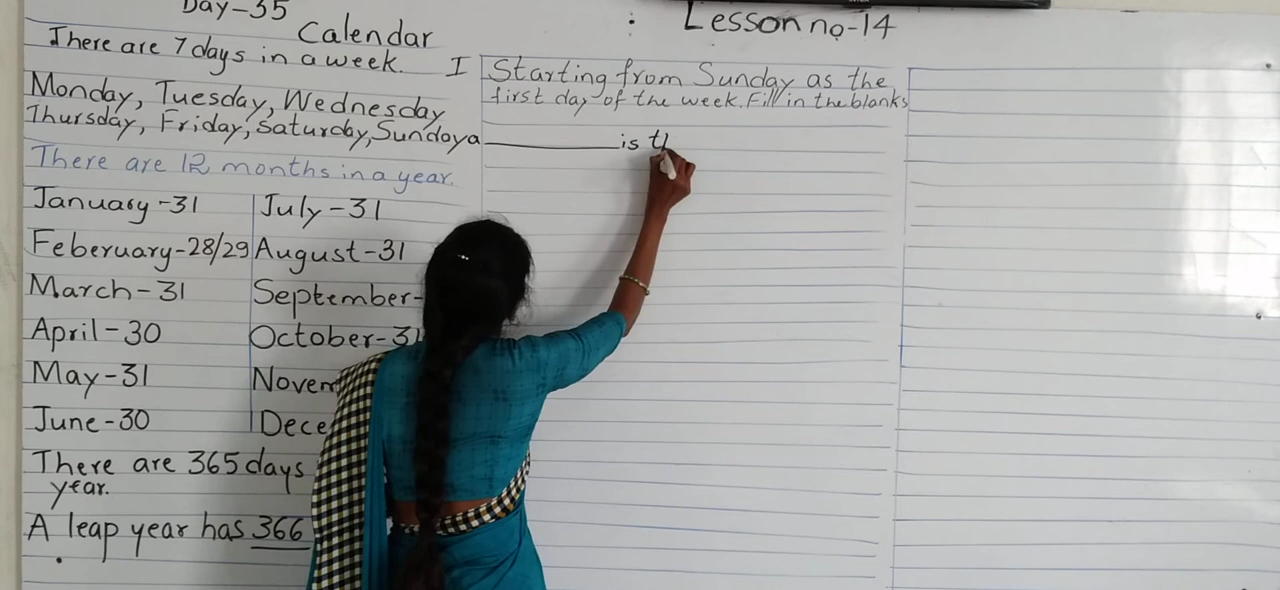 Day-35
Calendar
: Lesson no-14
There are 7 days in a week.
Monday, Tuesday, Wednesday
Thursday, Friday, Saturday, Sunday
There are 12 months in a year.
January-31
July-31
Feberuary-28/29
August-31
March-31
September-
April-30
October-31
May-31
June-30
There are 365 days
year.
A leap year has 366
I Starting from Sunday as the
first day of the week. Fill in the blanks
a ________ is th